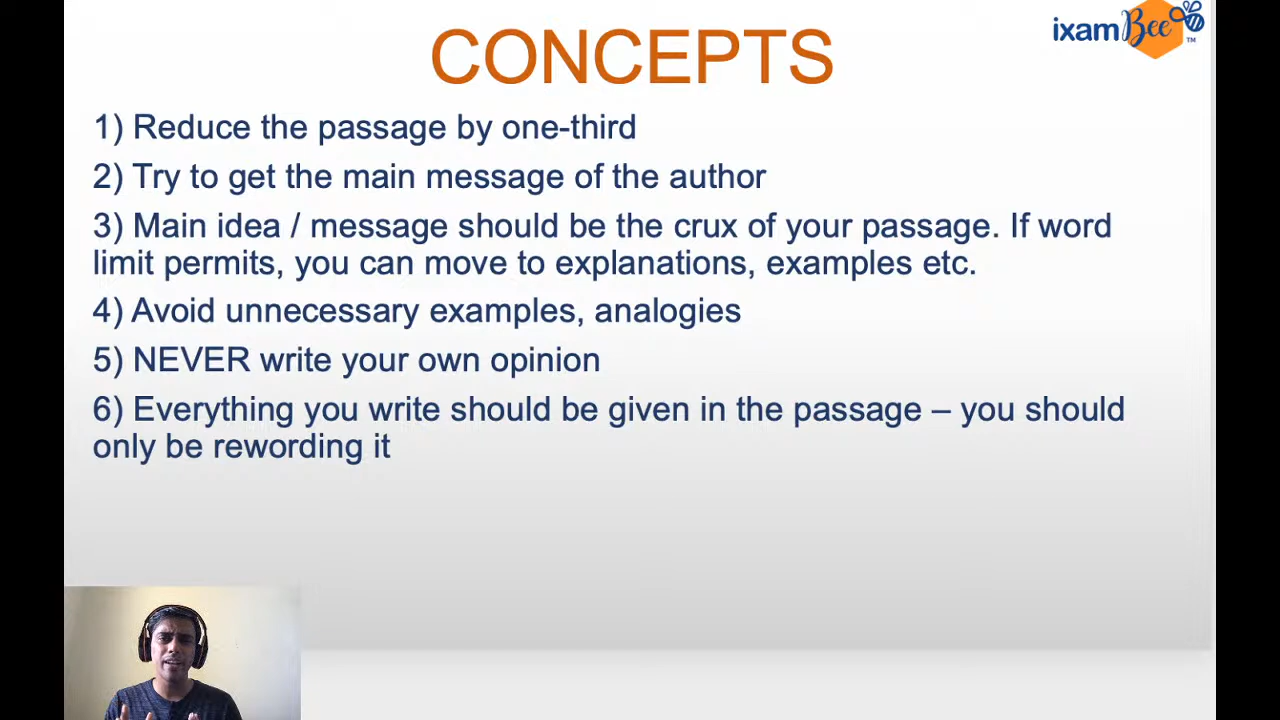 CONCEPTS
ixamBee™
1) Reduce the passage by one-third
2) Try to get the main message of the author
3) Main idea / message should be the crux of your passage. If word
limit permits, you can move to explanations, examples etc.
4) Avoid unnecessary examples, analogies
5) NEVER write your own opinion
6) Everything you write should be given in the passage – you should
only be rewording it